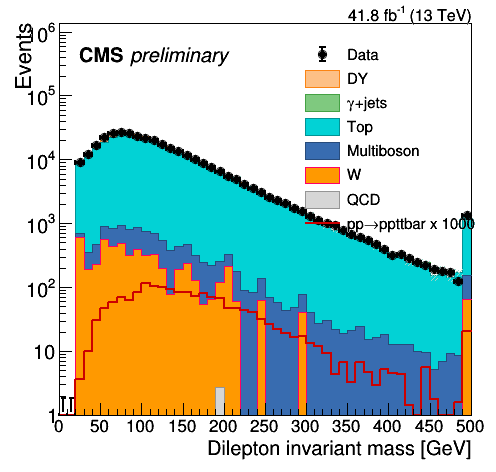 41.8 fb⁻¹ (13 TeV)
Events
CMS preliminary
Data
DY
γ+jets
Top
Multiboson
W
QCD
pp→ppttbar x 1000
10⁶
10⁵
10⁴
10³
10²
10
1
0 50 100 150 200 250 300 350 400 450 500
Dilepton invariant mass [GeV]